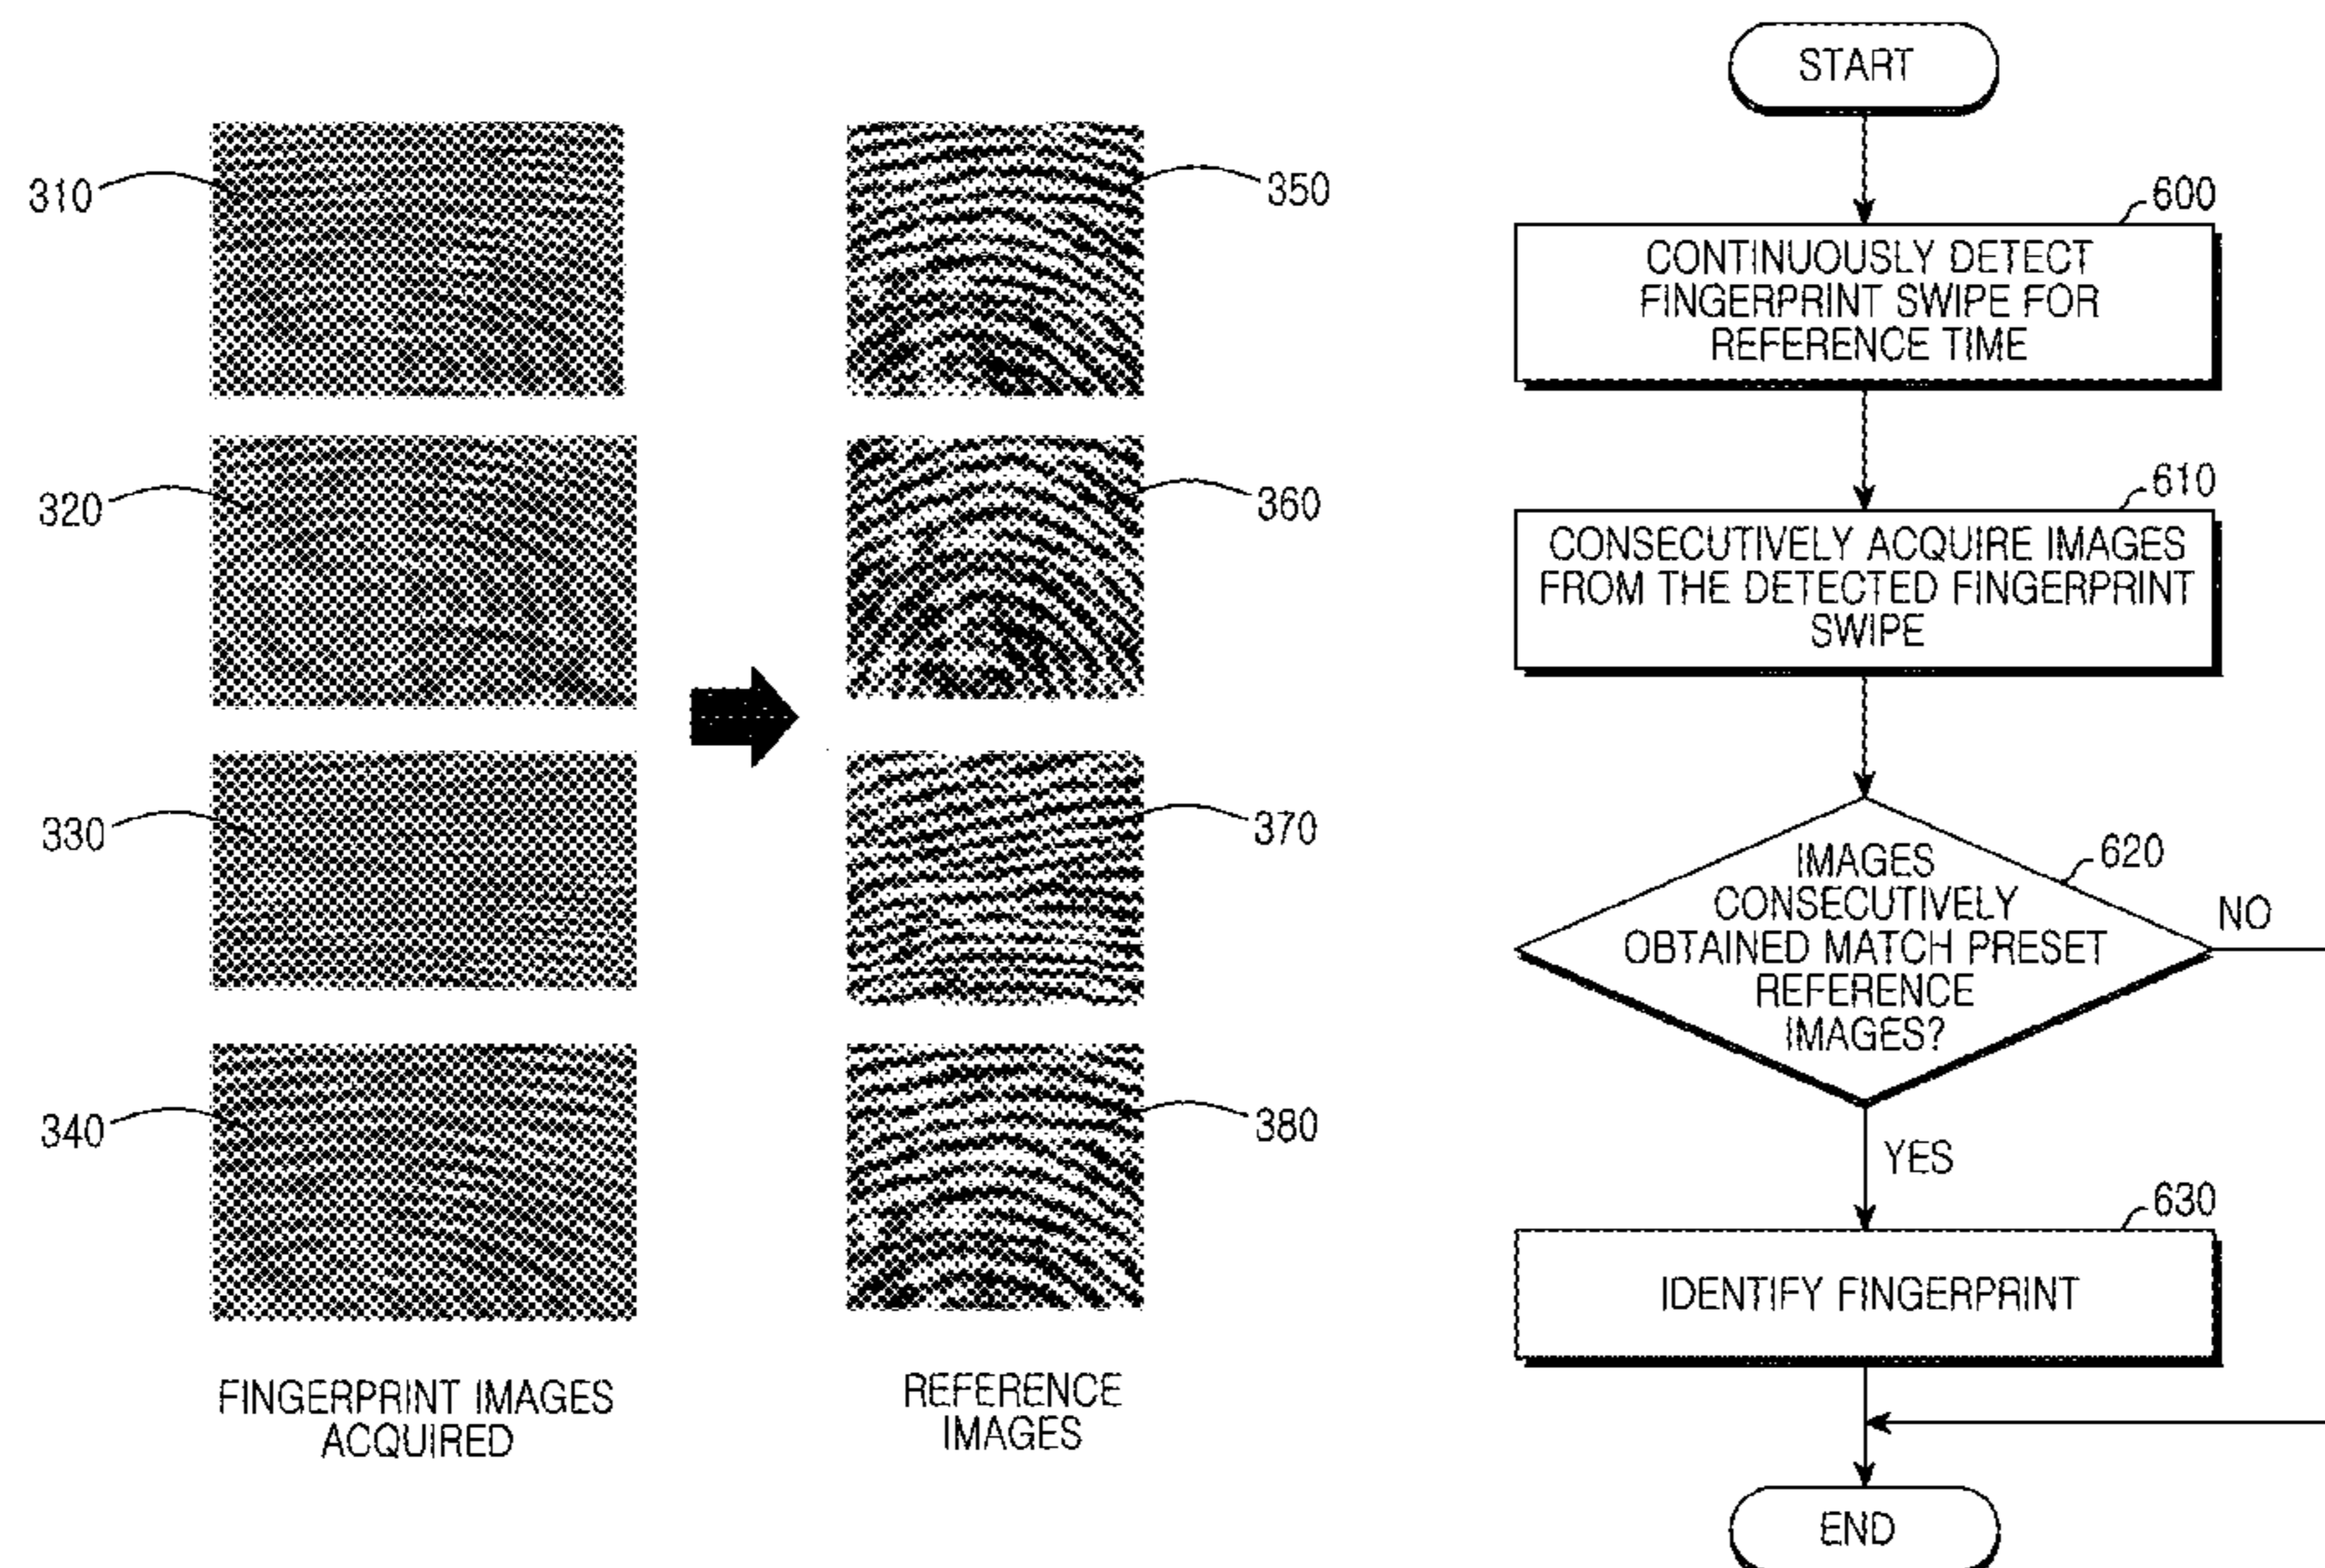 310
320
330
340
350
360
370
380
FINGERPRINT IMAGES
ACQUIRED
REFERENCE
IMAGES
START
600
CONTINUOUSLY DETECT
FINGERPRINT SWIPE FOR
REFERENCE TIME
610
CONSECUTIVELY ACQUIRE IMAGES
FROM THE DETECTED FINGERPRINT
SWIPE
620
IMAGES
CONSECUTIVELY
OBTAINED MATCH PRESET
REFERENCE
IMAGES?
NO
YES
630
IDENTIFY FINGERPRINT
END